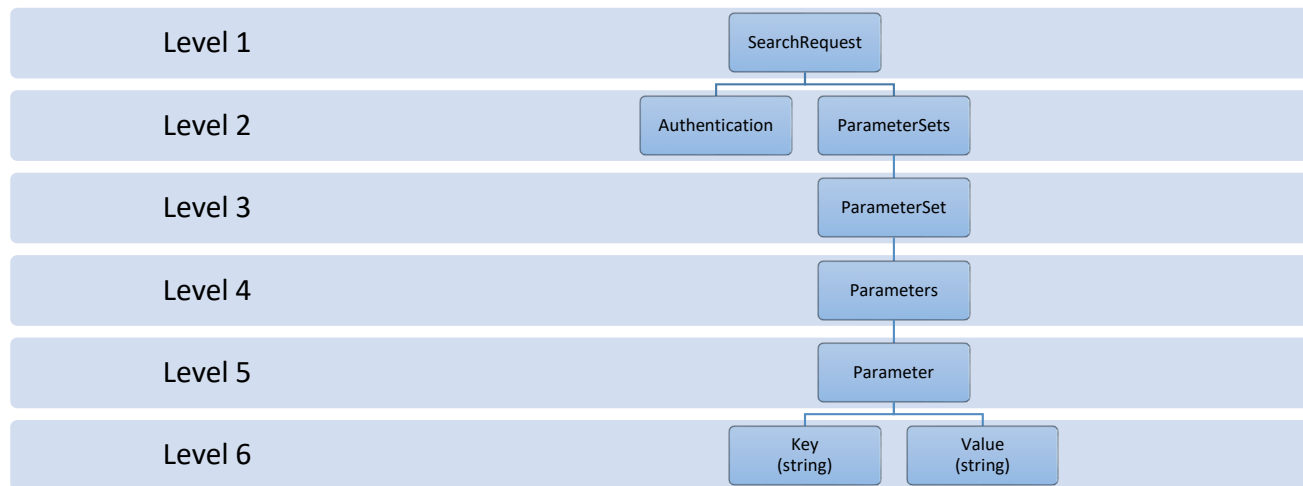 Level 1
SearchRequest
Level 2
Authentication
ParameterSets
Level 3
ParameterSet
Level 4
Parameters
Level 5
Parameter
Level 6
Key
(string)
Value
(string)